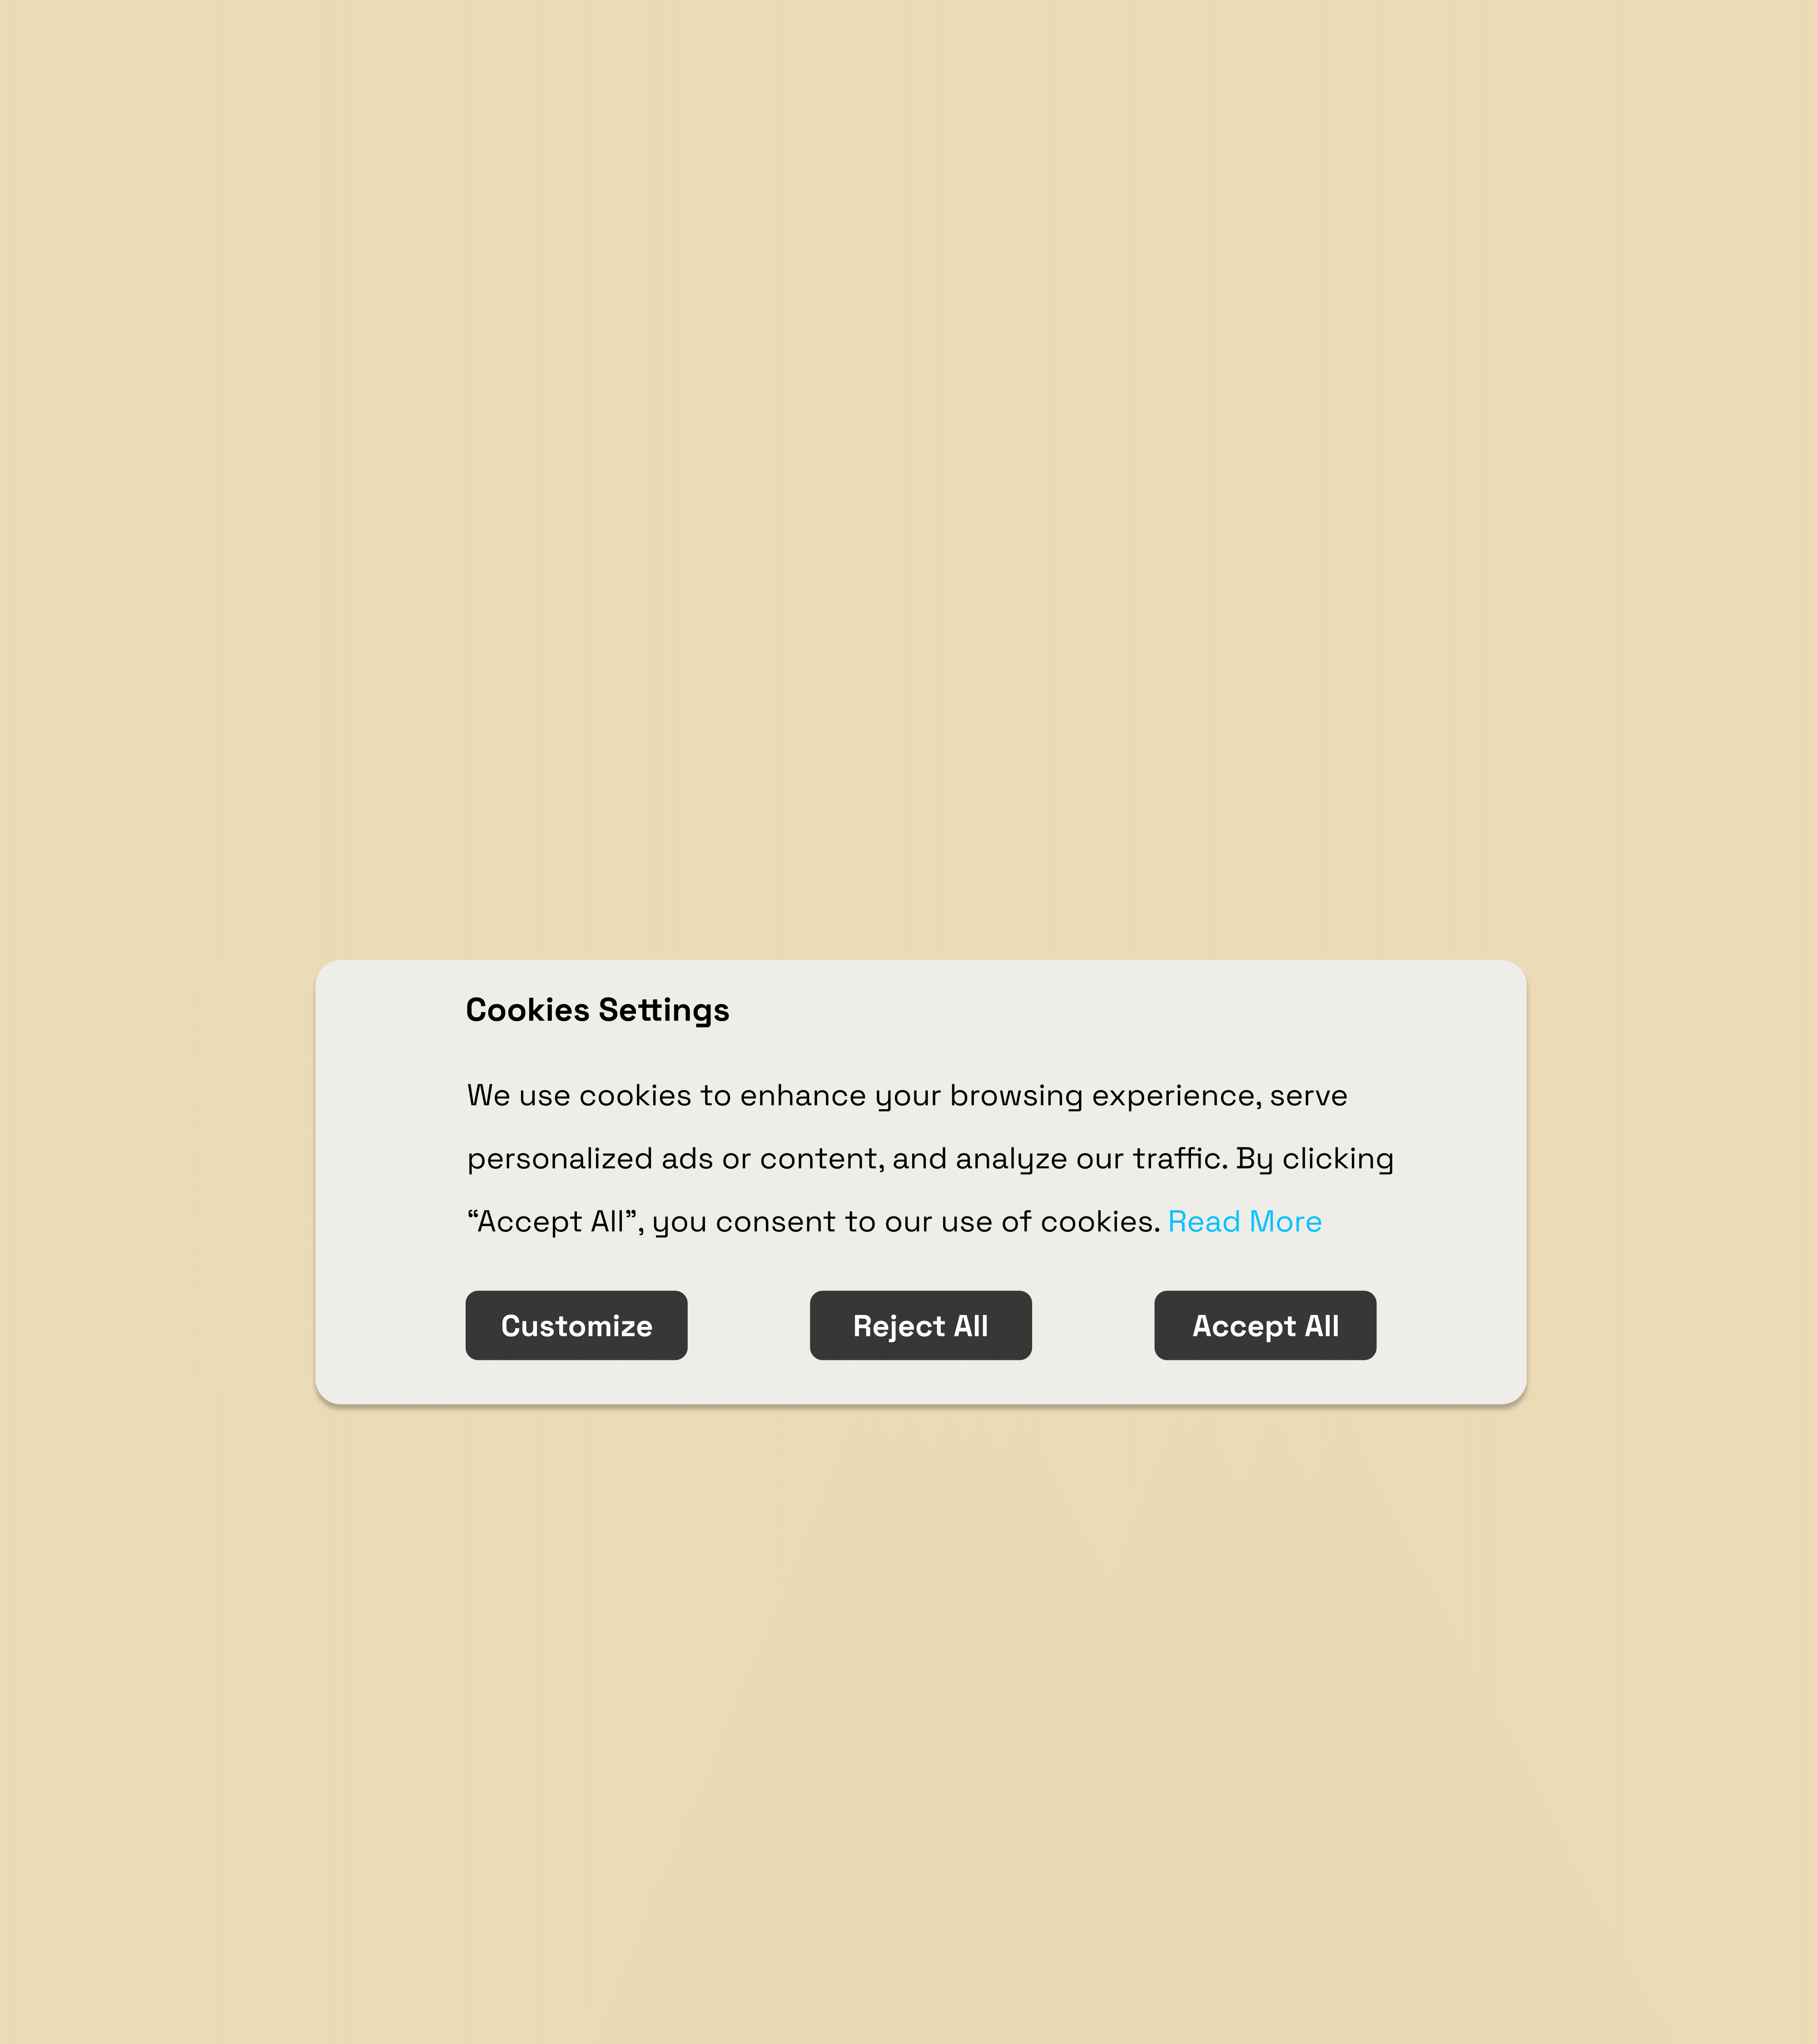 Cookies Settings
We use cookies to enhance your browsing experience, serve
personalized ads or content, and analyze our traffic. By clicking
“Accept All”, you consent to our use of cookies. Read More
Customize
Reject All
Accept All